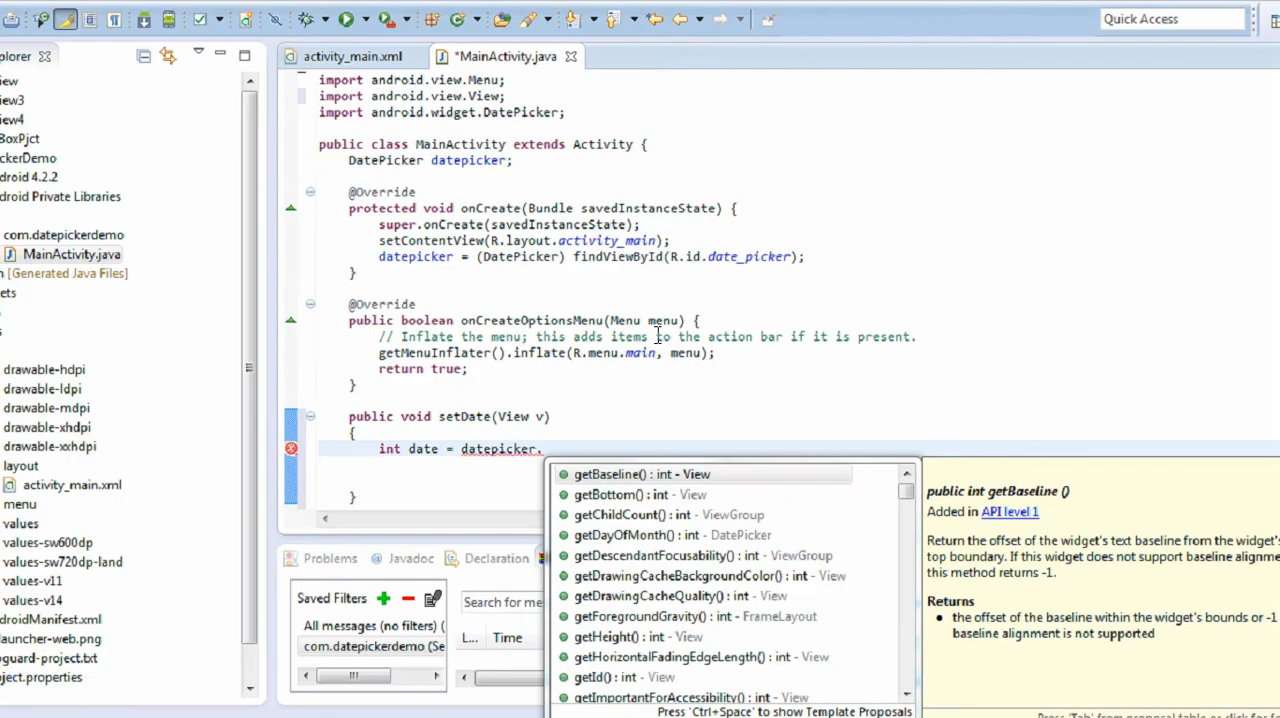 Quick Access
plorer
activity_main.xml
*MainActivity.java
iew
iew3
iew4
BoxPjct
ckerDemo
droid 4.2.2
droid Private Libraries
com.datepickerdemo
MainActivity.java
n [Generated Java Files]
ets
s
drawable-hdpi
drawable-ldpi
drawable-mdpi
drawable-xhdpi
drawable-xxhdpi
layout
activity_main.xml
menu
values
values-sw600dp
values-sw720dp-land
values-v11
values-v14
droidManifest.xml
launcher-web.png
guard-project.txt
ject.properties
import android.view.Menu;
import android.view.View;
import android.widget.DatePicker;
public class MainActivity extends Activity {
DatePicker datepicker;
@Override
protected void onCreate(Bundle savedInstanceState) {
super.onCreate(savedInstanceState);
setContentView(R.layout.activity_main);
datepicker = (DatePicker) findViewById(R.id.date_picker);
}
@Override
public boolean onCreateOptionsMenu(Menu menu) {
// Inflate the menu; this adds items to the action bar if it is present.
getMenuInflater().inflate(R.menu.main, menu);
return true;
}
public void setDate(View v)
{
int date = datepicker.
}
getBaseline() : int - View
getBottom() : int - View
getChildCount() : int - ViewGroup
getDayOfMonth() : int - DatePicker
getDescendantFocusability() : int - ViewGroup
getDrawingCacheBackgroundColor() : int - View
getDrawingCacheQuality() : int - View
getForegroundGravity() : int - FrameLayout
getHeight() : int - View
getHorizontalFadingEdgeLength() : int - View
getId() : int - View
getImportantForAccessibility() : int - View
Press 'Ctrl+Space' to show Template Proposals
public int getBaseline ()
Added in API level 1
Return the offset of the widget's text baseline from the widget's
top boundary. If this widget does not support baseline alignme
this method returns -1.
Returns
the offset of the baseline within the widget's bounds or -1
baseline alignment is not supported
Press 'Tab' from proposal table or click for
Problems
@ Javadoc
Declaration
Saved Filters
All messages (no filters) (
com.datepickerdemo (Se
Search for me
L...
Time